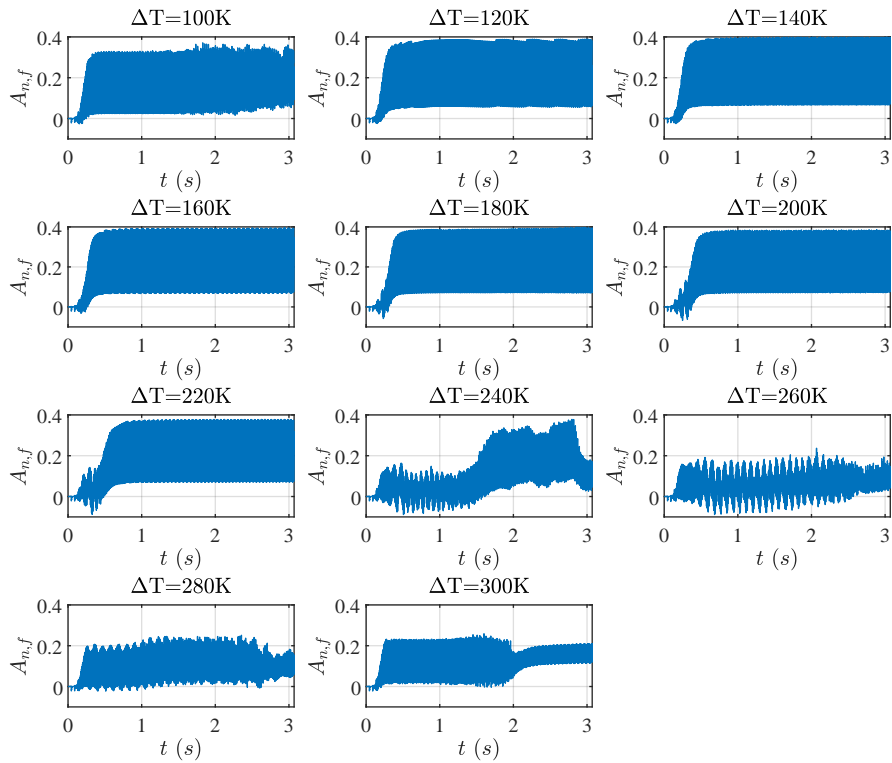 ΔT=100K ΔT=120K ΔT=140K
0.4 0.4 0.4
A_{n,f} 0.2 A_{n,f} 0.2 A_{n,f} 0.2
0 0 0
0 1 2 3 0 1 2 3 0 1 2 3
t (s) t (s) t (s)
ΔT=160K ΔT=180K ΔT=200K
0.4 0.4 0.4
A_{n,f} 0.2 A_{n,f} 0.2 A_{n,f} 0.2
0 0 0
0 1 2 3 0 1 2 3 0 1 2 3
t (s) t (s) t (s)
ΔT=220K ΔT=240K ΔT=260K
0.4 0.4 0.4
A_{n,f} 0.2 A_{n,f} 0.2 A_{n,f} 0.2
0 0 0
0 1 2 3 0 1 2 3 0 1 2 3
t (s) t (s) t (s)
ΔT=280K ΔT=300K
0.4 0.4
A_{n,f} 0.2 A_{n,f} 0.2
0 0
0 1 2 3 0 1 2 3
t (s) t (s)